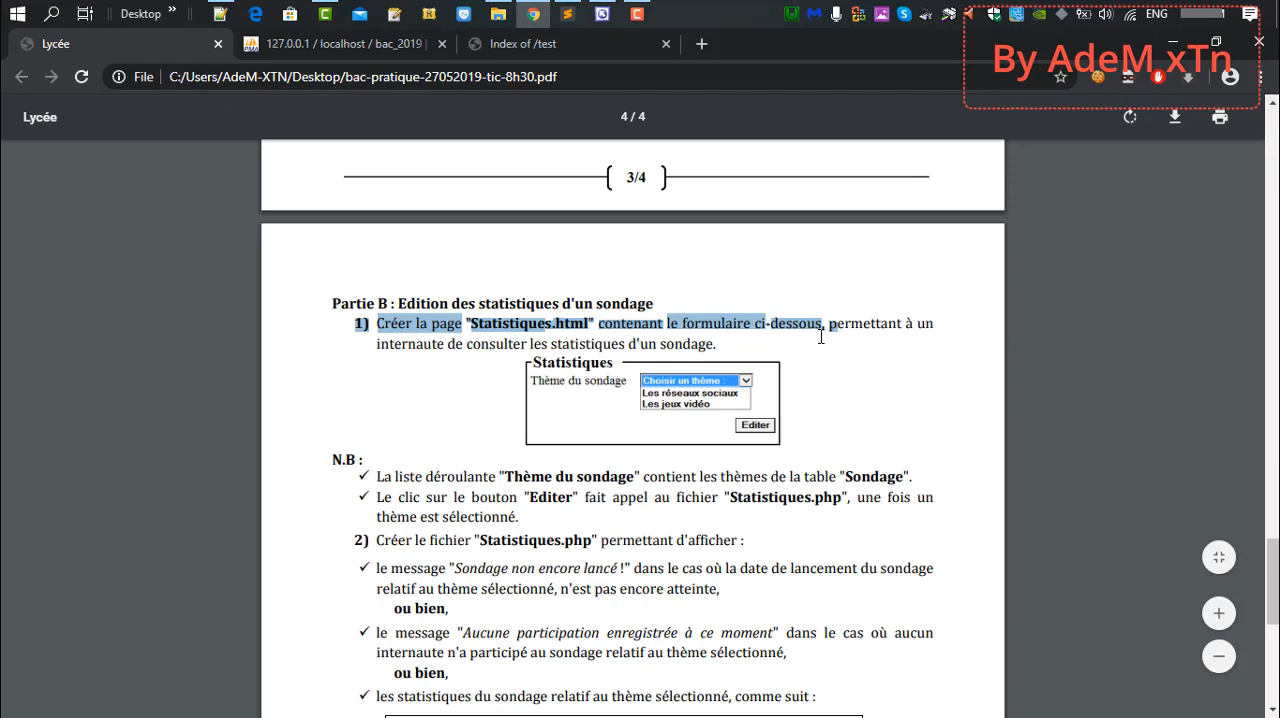 Desktop
ENG
Lycée
127.0.0.1 / localhost / bac_2019
Index of /test
By AdeM_xTn
File
C:/Users/AdeM-XTN/Desktop/bac-pratique-27052019-tic-8h30.pdf
Lycée
4 / 4
3/4
Partie B : Edition des statistiques d'un sondage
1) Créer la page "Statistiques.html" contenant le formulaire ci-dessous, permettant à un
internaute de consulter les statistiques d'un sondage.
Statistiques
Thème du sondage
Choisir un thème :
Les réseaux sociaux
Les jeux vidéo
Editer
N.B :
✓ La liste déroulante "Thème du sondage" contient les thèmes de la table "Sondage".
✓ Le clic sur le bouton "Editer" fait appel au fichier "Statistiques.php", une fois un
thème est sélectionné.
2) Créer le fichier "Statistiques.php" permettant d'afficher :
✓ le message "Sondage non encore lancé !" dans le cas où la date de lancement du sondage
relatif au thème sélectionné, n'est pas encore atteinte,
ou bien,
✓ le message "Aucune participation enregistrée à ce moment" dans le cas où aucun
internaute n'a participé au sondage relatif au thème sélectionné,
ou bien,
✓ les statistiques du sondage relatif au thème sélectionné, comme suit :